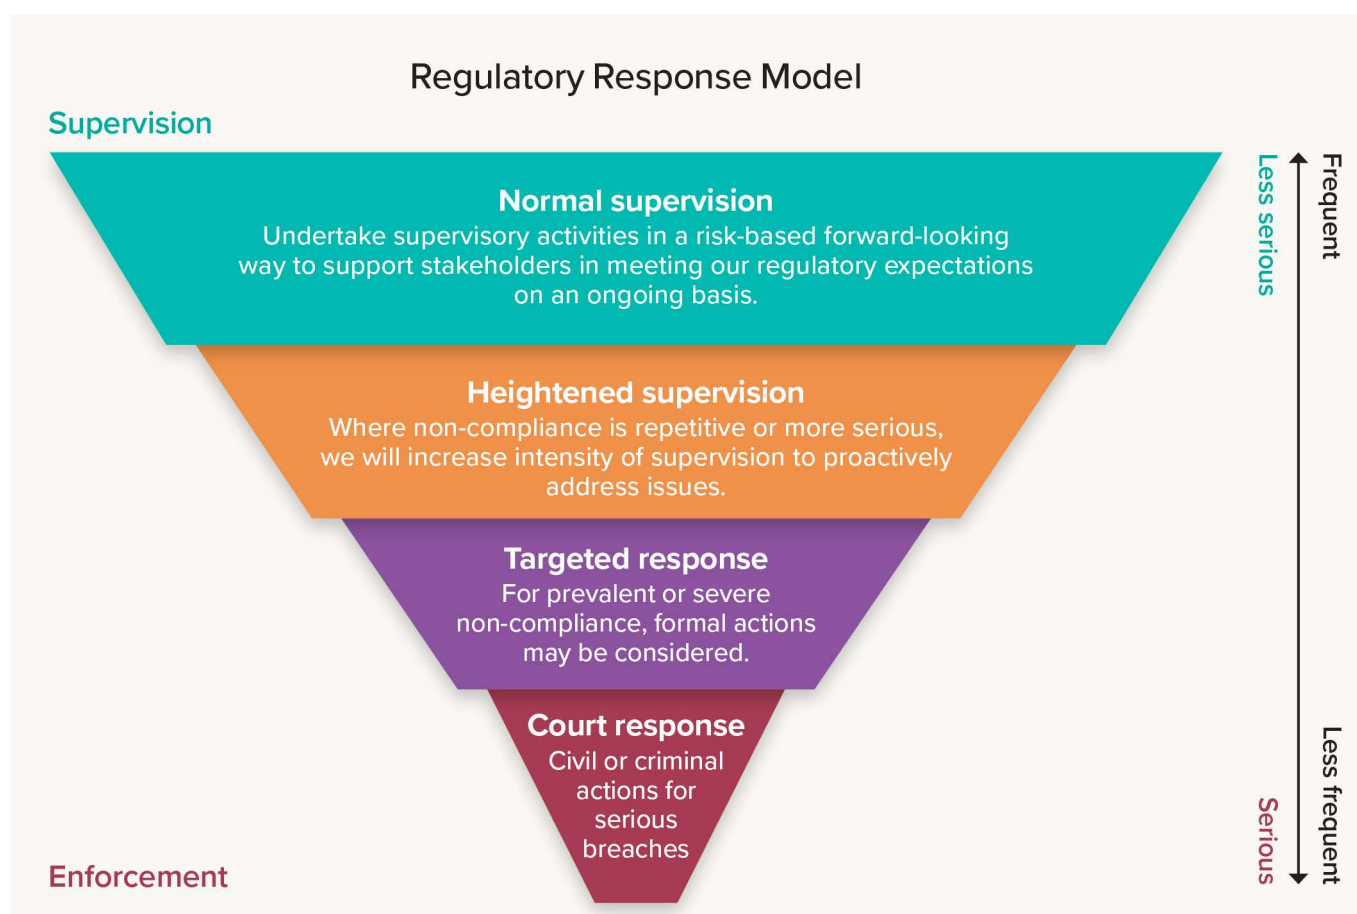 Regulatory Response Model
Supervision
Normal supervision
Undertake supervisory activities in a risk-based forward-looking
way to support stakeholders in meeting our regulatory expectations
on an ongoing basis.
Heightened supervision
Where non-compliance is repetitive or more serious,
we will increase intensity of supervision to proactively
address issues.
Targeted response
For prevalent or severe
non-compliance, formal actions
may be considered.
Court response
Civil or criminal
actions for
serious
breaches
Enforcement
Less serious
Frequent
Serious
Less frequent